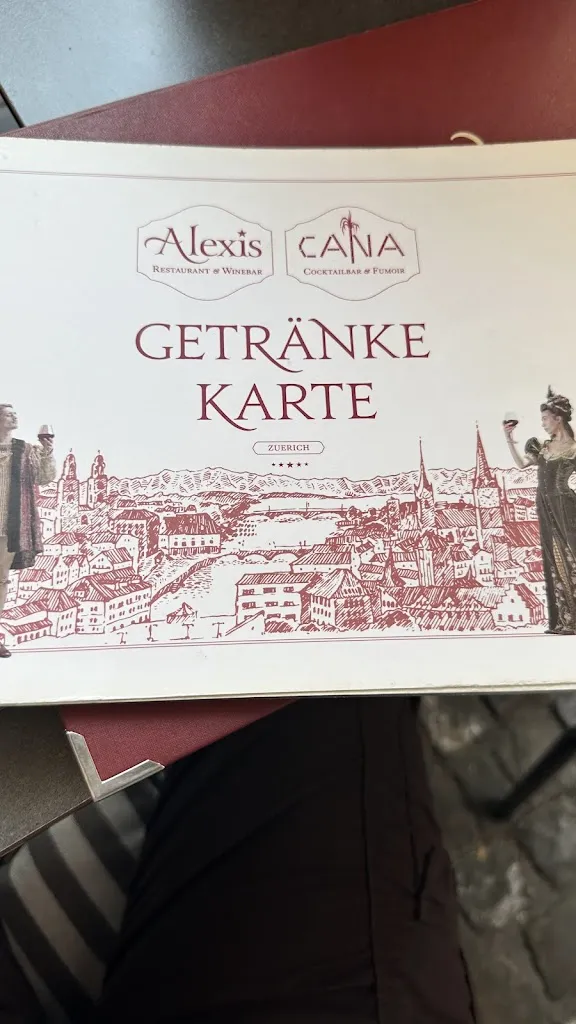 Alexis
RESTAURANT & WINEBAR
CANA
COCKTAILBAR & FUMOIR
GETRÄNKE
KARTE
ZUERICH